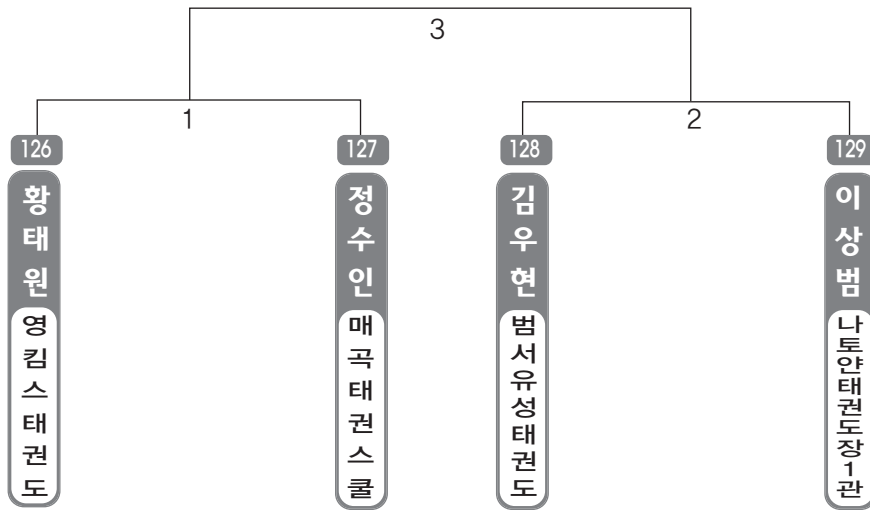 3
1
2
126
127
128
129
황태원
영킴스태권도
정수인
매곡태권스쿨
김우현
범서유성태권도
이상범
나토얀태권도장1관